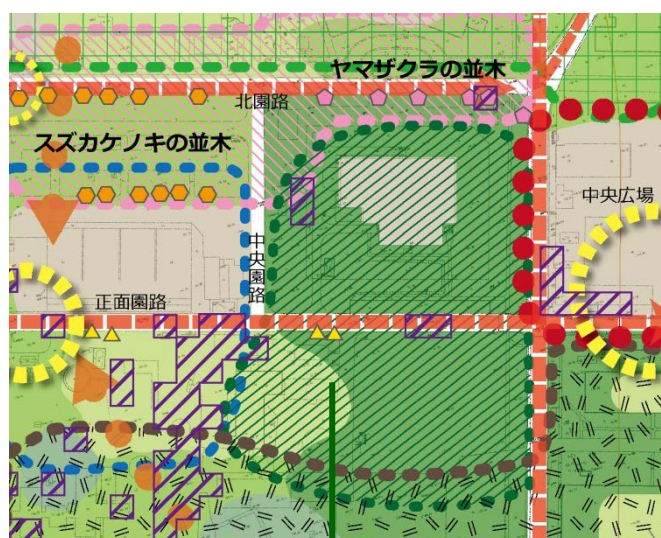 ヤマザクラの並木
北園路
スズカケノキの並木
中央広場
中央園路
正面園路